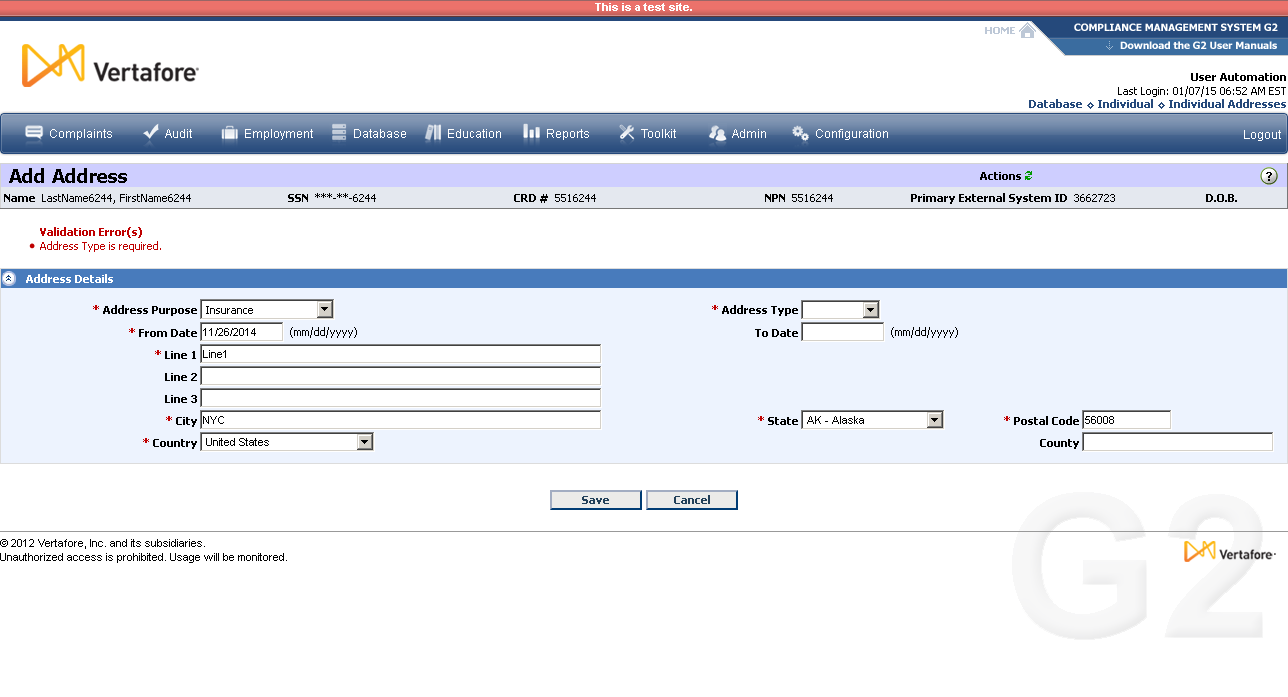 This is a test site.
HOME
COMPLIANCE MANAGEMENT SYSTEM G2
Download the G2 User Manuals
Vertafore
User Automation
Last Login: 01/07/15 06:52 AM EST
Database ⬦ Individual ⬦ Individual Addresses
Complaints Audit Employment Database Education Reports Toolkit Admin Configuration Logout
Add Address Actions ?
Name LastName6244, FirstName6244 SSN ***-**-6244 CRD # 5516244 NPN 5516244 Primary External System ID 3662723 D.O.B.
Validation Error(s)
• Address Type is required.
Address Details
* Address Purpose Insurance * Address Type
* From Date 11/26/2014 (mm/dd/yyyy) To Date (mm/dd/yyyy)
* Line 1 Line1
Line 2
Line 3
* City NYC * State AK - Alaska * Postal Code 56008
* Country United States County
Save Cancel
© 2012 Vertafore, Inc. and its subsidiaries.
Unauthorized access is prohibited. Usage will be monitored.
Vertafore
G2